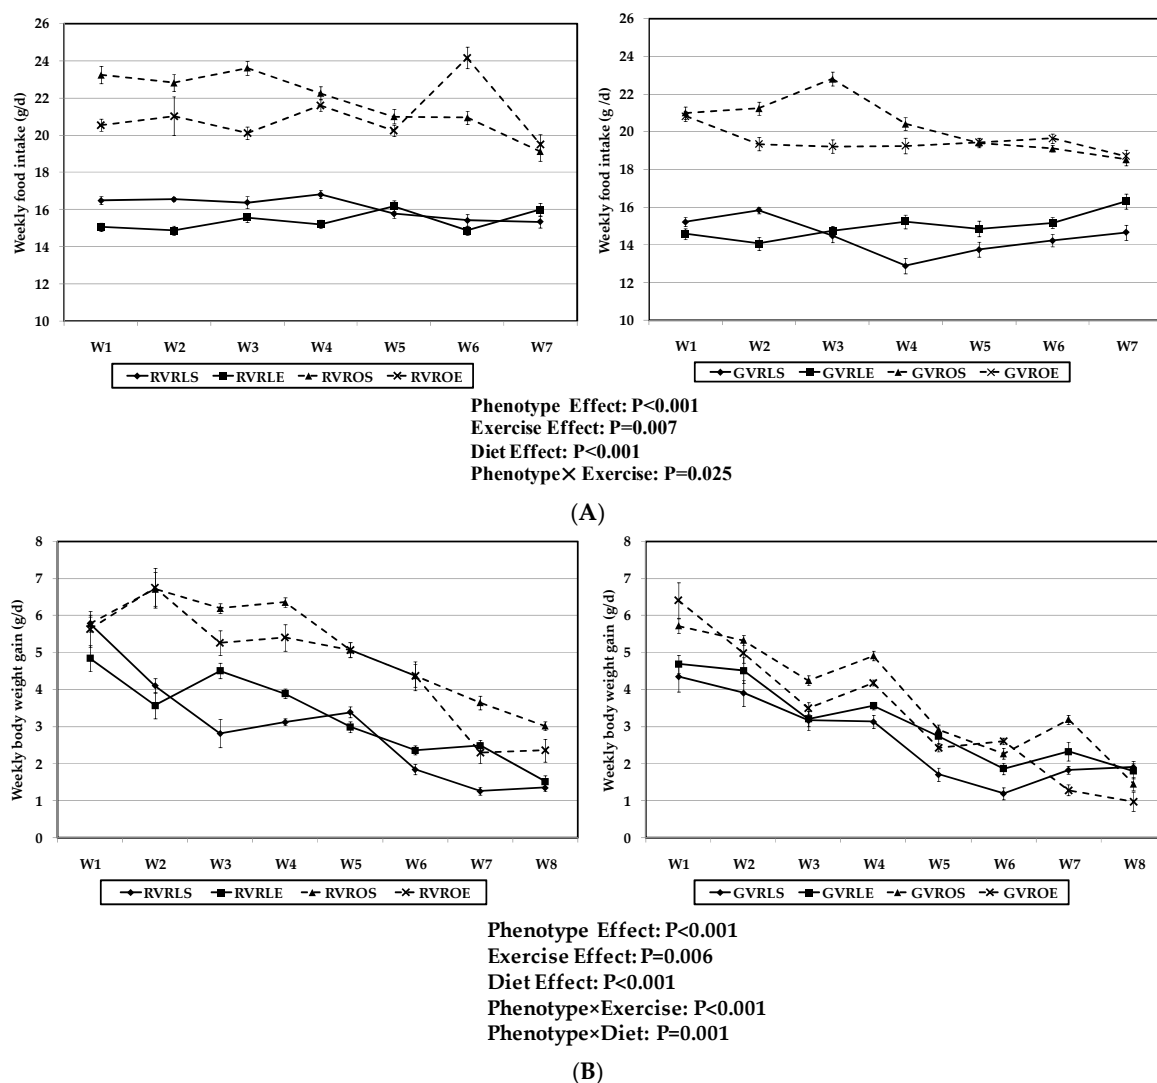 Weekly food intake (g/d)
26
24
22
20
18
16
14
12
10
W1 W2 W3 W4 W5 W6 W7
RVRLS RVRLE RVROS RVROE
Weekly food intake (g /d)
26
24
22
20
18
16
14
12
10
W1 W2 W3 W4 W5 W6 W7
GVRLS GVRLE GVROS GVROE
Phenotype Effect: P<0.001
Exercise Effect: P=0.007
Diet Effect: P<0.001
Phenotype× Exercise: P=0.025
(A)
Weekly body weight gain (g/d)
8
7
6
5
4
3
2
1
0
W1 W2 W3 W4 W5 W6 W7 W8
RVRLS RVRLE RVROS RVROE
Weekly body weight gain (g/d)
8
7
6
5
4
3
2
1
0
W1 W2 W3 W4 W5 W6 W7 W8
GVRLS GVRLE GVROS GVROE
Phenotype Effect: P<0.001
Exercise Effect: P=0.006
Diet Effect: P<0.001
Phenotype×Exercise: P<0.001
Phenotype×Diet: P=0.001
(B)